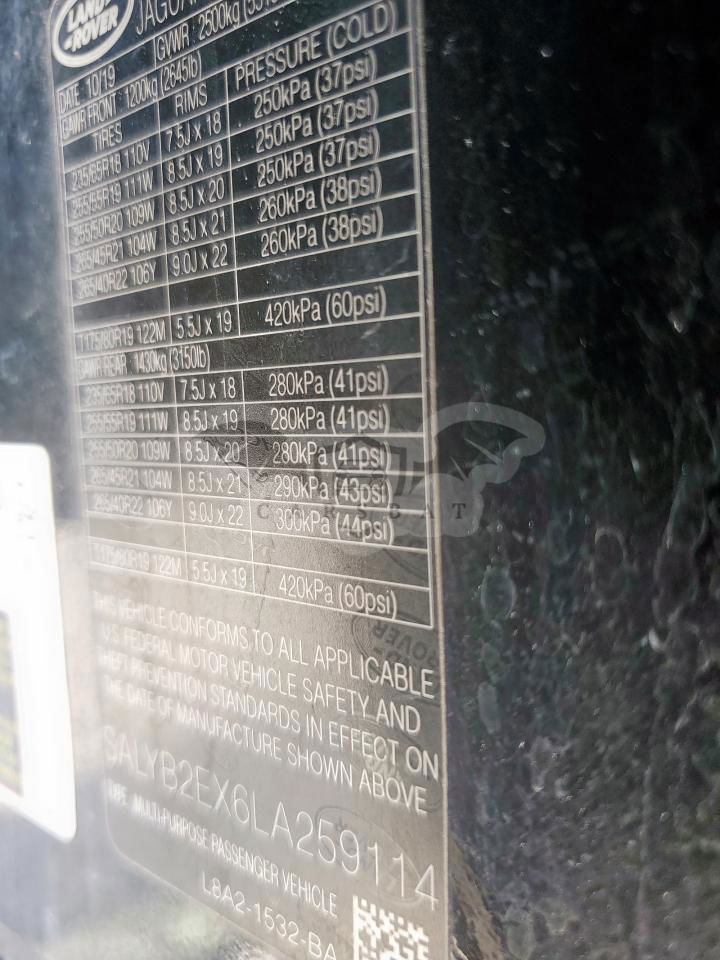 LAND-
-ROVER
JAGUA
DATE 10/19 GVWR 2500kg
GAWR FRONT 1200kg (2645lb)
TIRES RIMS PRESSURE (COLD)
235/65R18 110V 7.5J x 18 250kPa (37psi)
255/55R19 111W 8.5J x 19 250kPa (37psi)
255/50R20 109W 8.5J x 20 250kPa (37psi)
265/45R21 104W 8.5J x 21 260kPa (38psi)
265/40R22 106Y 9.0J x 22 260kPa (38psi)
T175/80R19 122M 5.5J x 19 420kPa (60psi)
GAWR REAR 1430kg (3150lb)
235/65R18 110V 7.5J x 18 280kPa (41psi)
255/55R19 111W 8.5J x 19 280kPa (41psi)
255/50R20 109W 8.5J x 20 280kPa (41psi)
265/45R21 104W 8.5J x 21 290kPa (43psi)
265/40R22 106Y 9.0J x 22 300kPa (44psi)
T175/80R19 122M 5.5J x 19 420kPa (60psi)
THIS VEHICLE CONFORMS TO ALL APPLICABLE
U.S. FEDERAL MOTOR VEHICLE SAFETY AND
THEFT PREVENTION STANDARDS IN EFFECT ON
THE DATE OF MANUFACTURE SHOWN ABOVE
SALYB2EX6LA259114
TYPE: MULTI-PURPOSE PASSENGER VEHICLE
L8A2-1532-BA